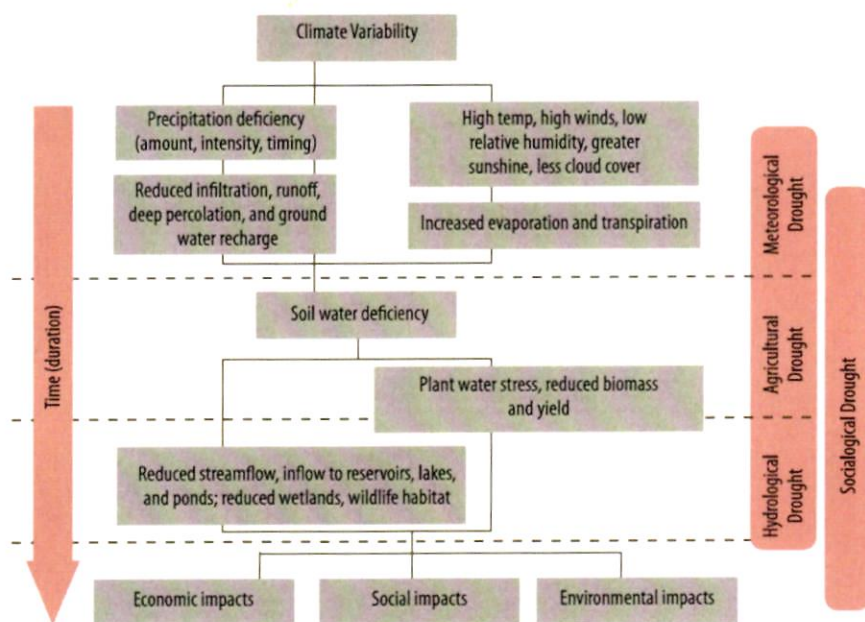 Climate Variability
Precipitation deficiency
(amount, intensity, timing)
High temp, high winds, low
relative humidity, greater
sunshine, less cloud cover
Reduced infiltration, runoff,
deep percolation, and ground
water recharge
Increased evaporation and transpiration
Soil water deficiency
Plant water stress, reduced biomass
and yield
Reduced streamflow, inflow to reservoirs, lakes,
and ponds; reduced wetlands, wildlife habitat
Economic impacts
Social impacts
Environmental impacts
Time (duration)
Meteorological
Drought
Agricultural
Drought
Hydrological
Drought
Socialogical Drought